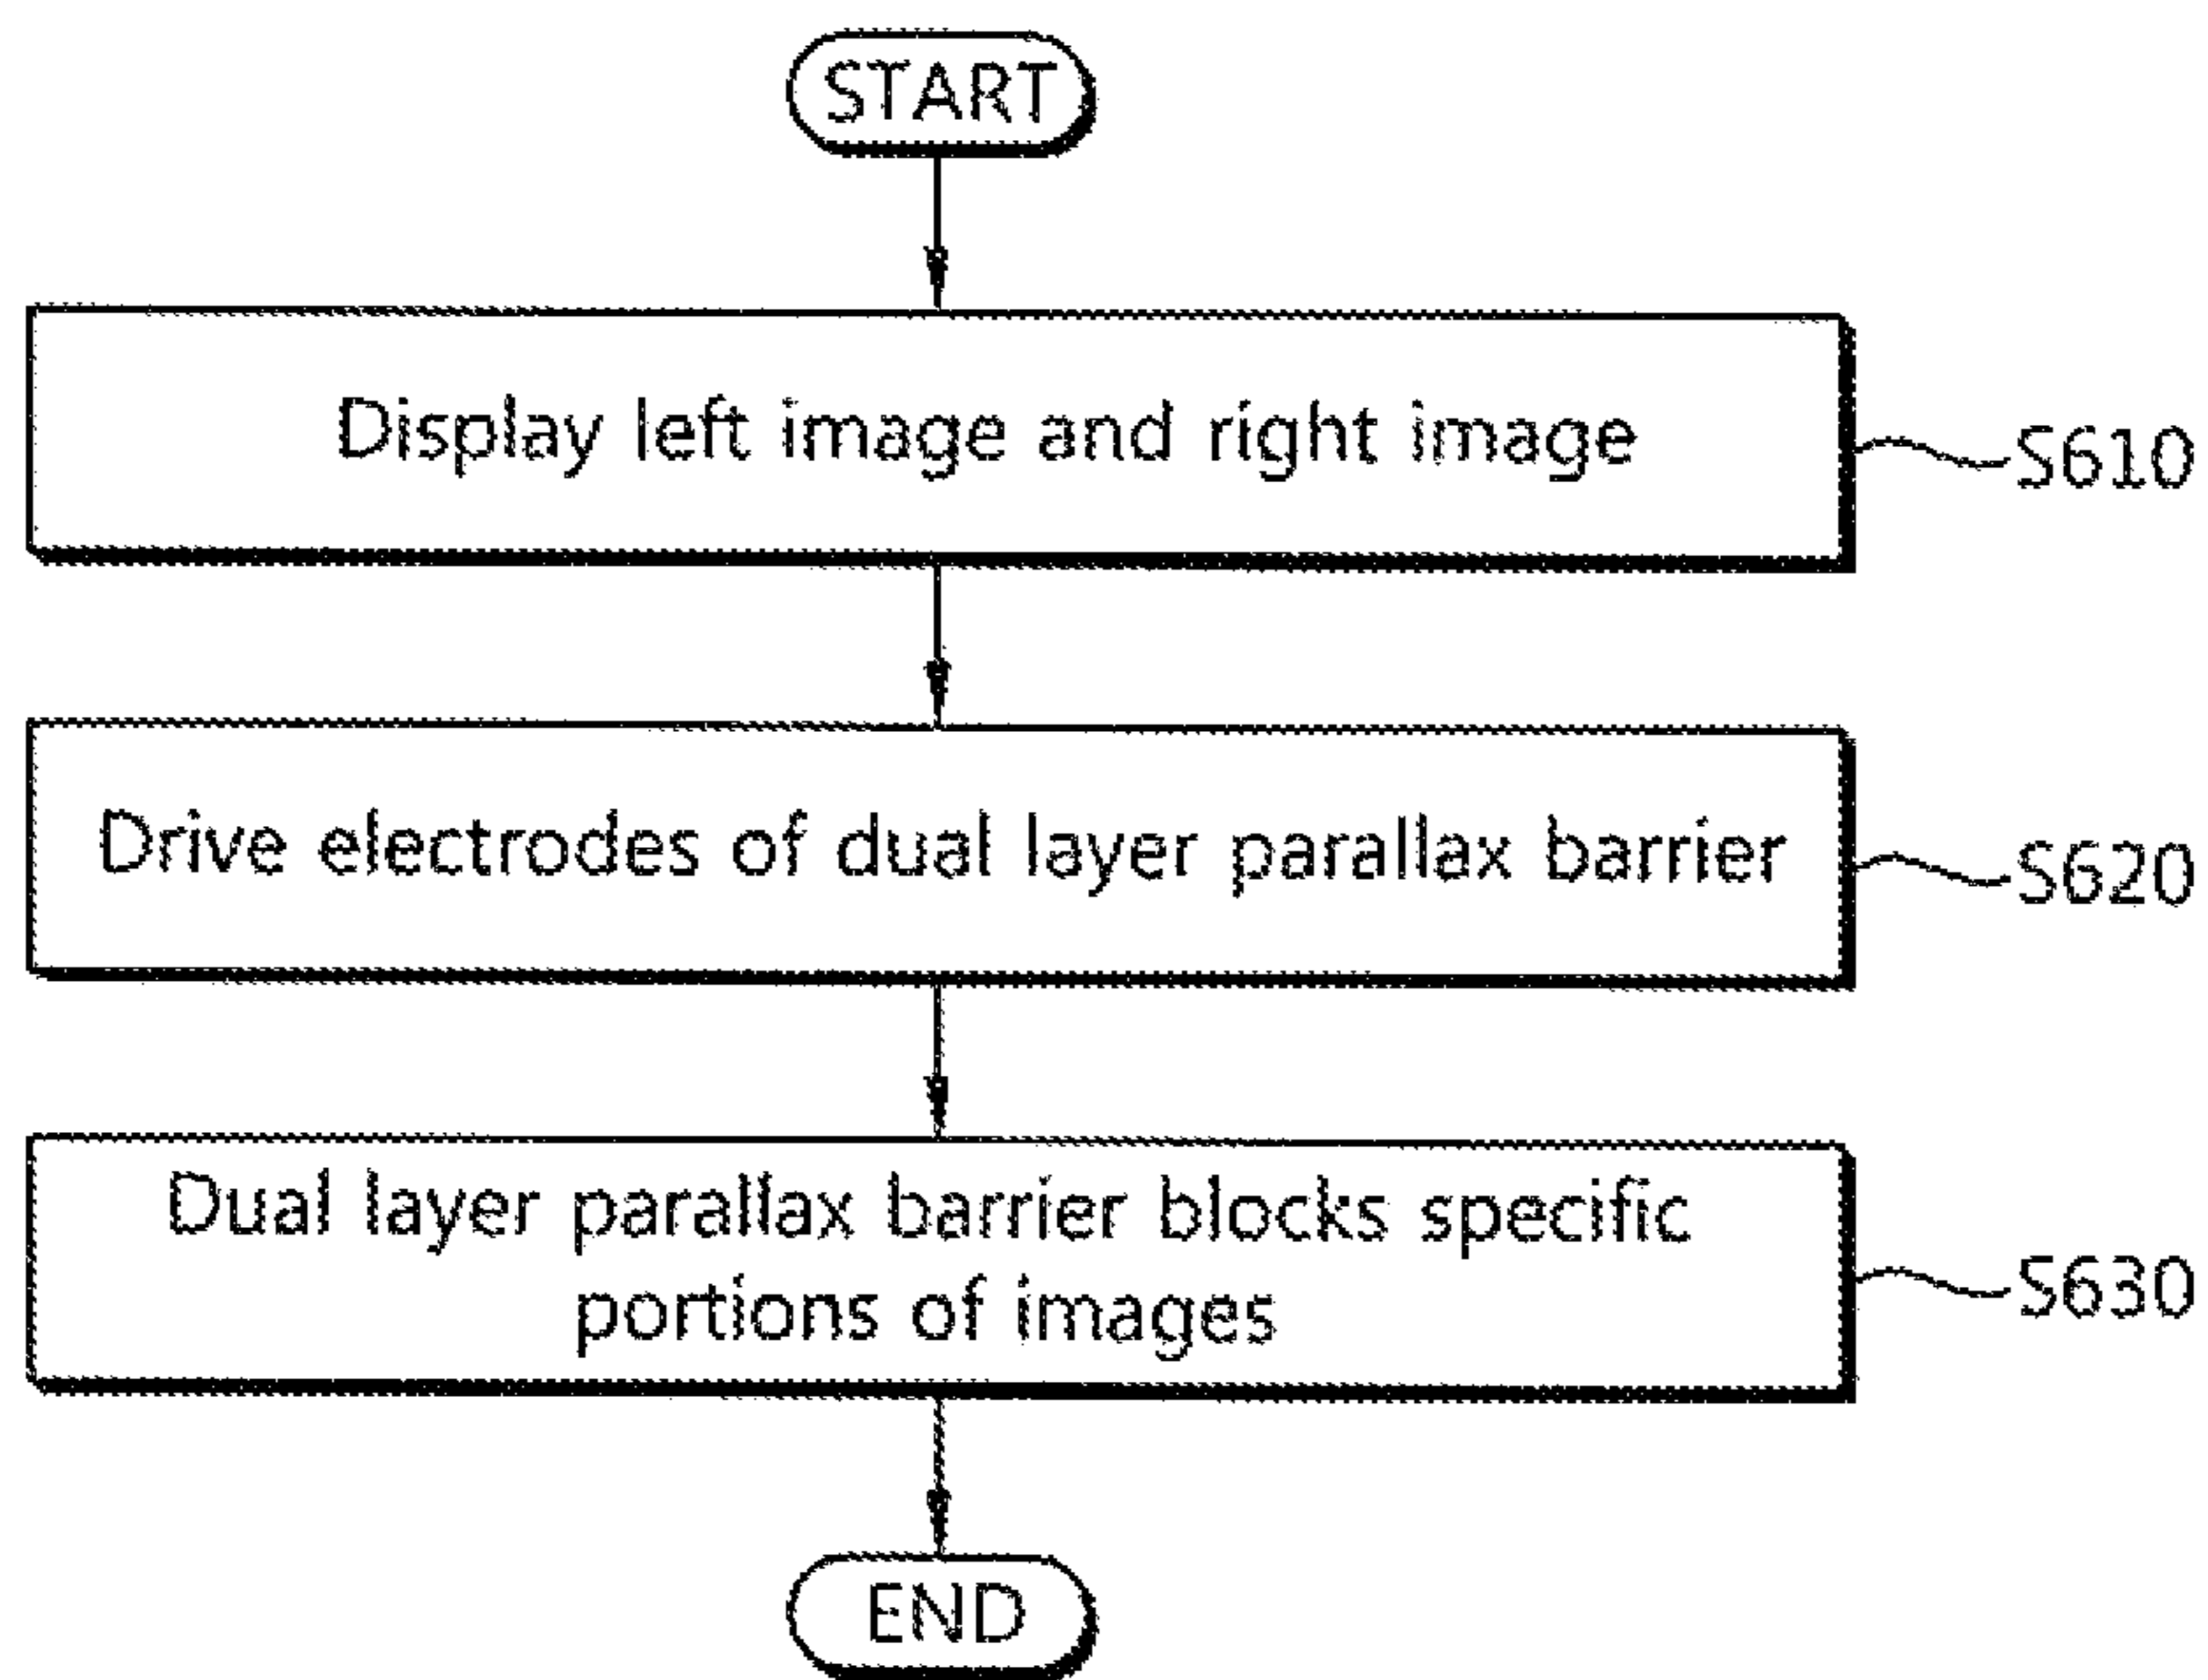 START
Display left image and right image
S610
Drive electrodes of dual layer parallax barrier
S620
Dual layer parallax barrier blocks specific
portions of images
S630
END